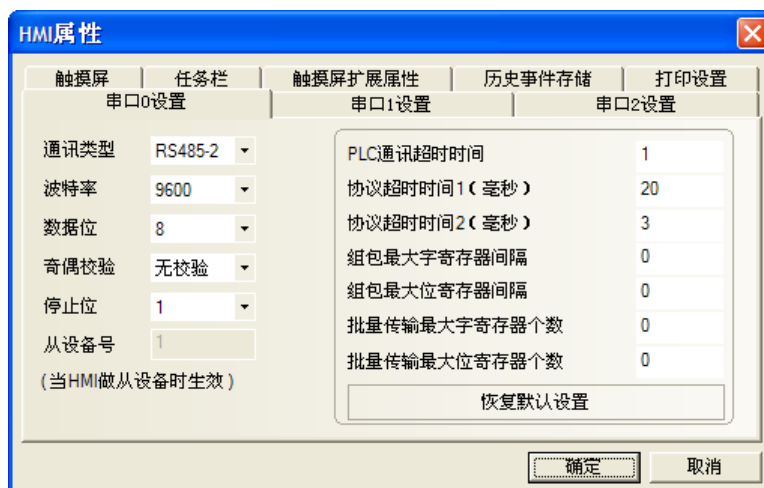 HMI属性
触摸屏 任务栏 触摸屏扩展属性 历史事件存储 打印设置
串口0设置 串口1设置 串口2设置
通讯类型 RS485-2
波特率 9600
数据位 8
奇偶校验 无校验
停止位 1
从设备号 1
(当HMI做从设备时生效)
PLC通讯超时时间 1
协议超时时间1(毫秒) 20
协议超时时间2(毫秒) 3
组包最大字寄存器间隔 0
组包最大位寄存器间隔 0
批量传输最大字寄存器个数 0
批量传输最大位寄存器个数 0
恢复默认设置
确定 取消